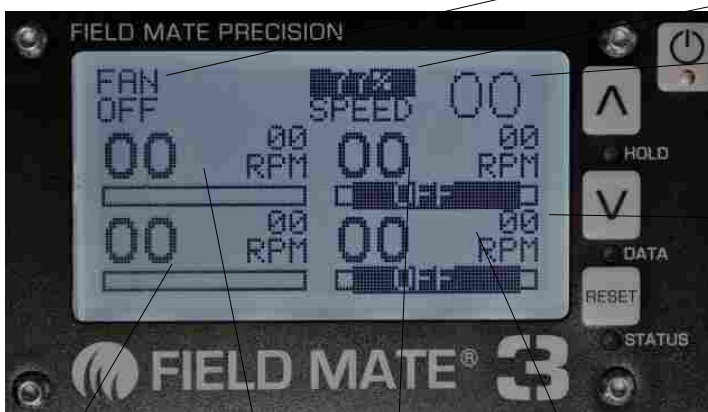 FIELD MATE PRECISION
FAN
OFF
SPEED
00
00
00
RPM
00
00
RPM
OFF
00
00
RPM
00
00
RPM
OFF
HOLD
DATA
RESET
STATUS
FIELD MATE® 3